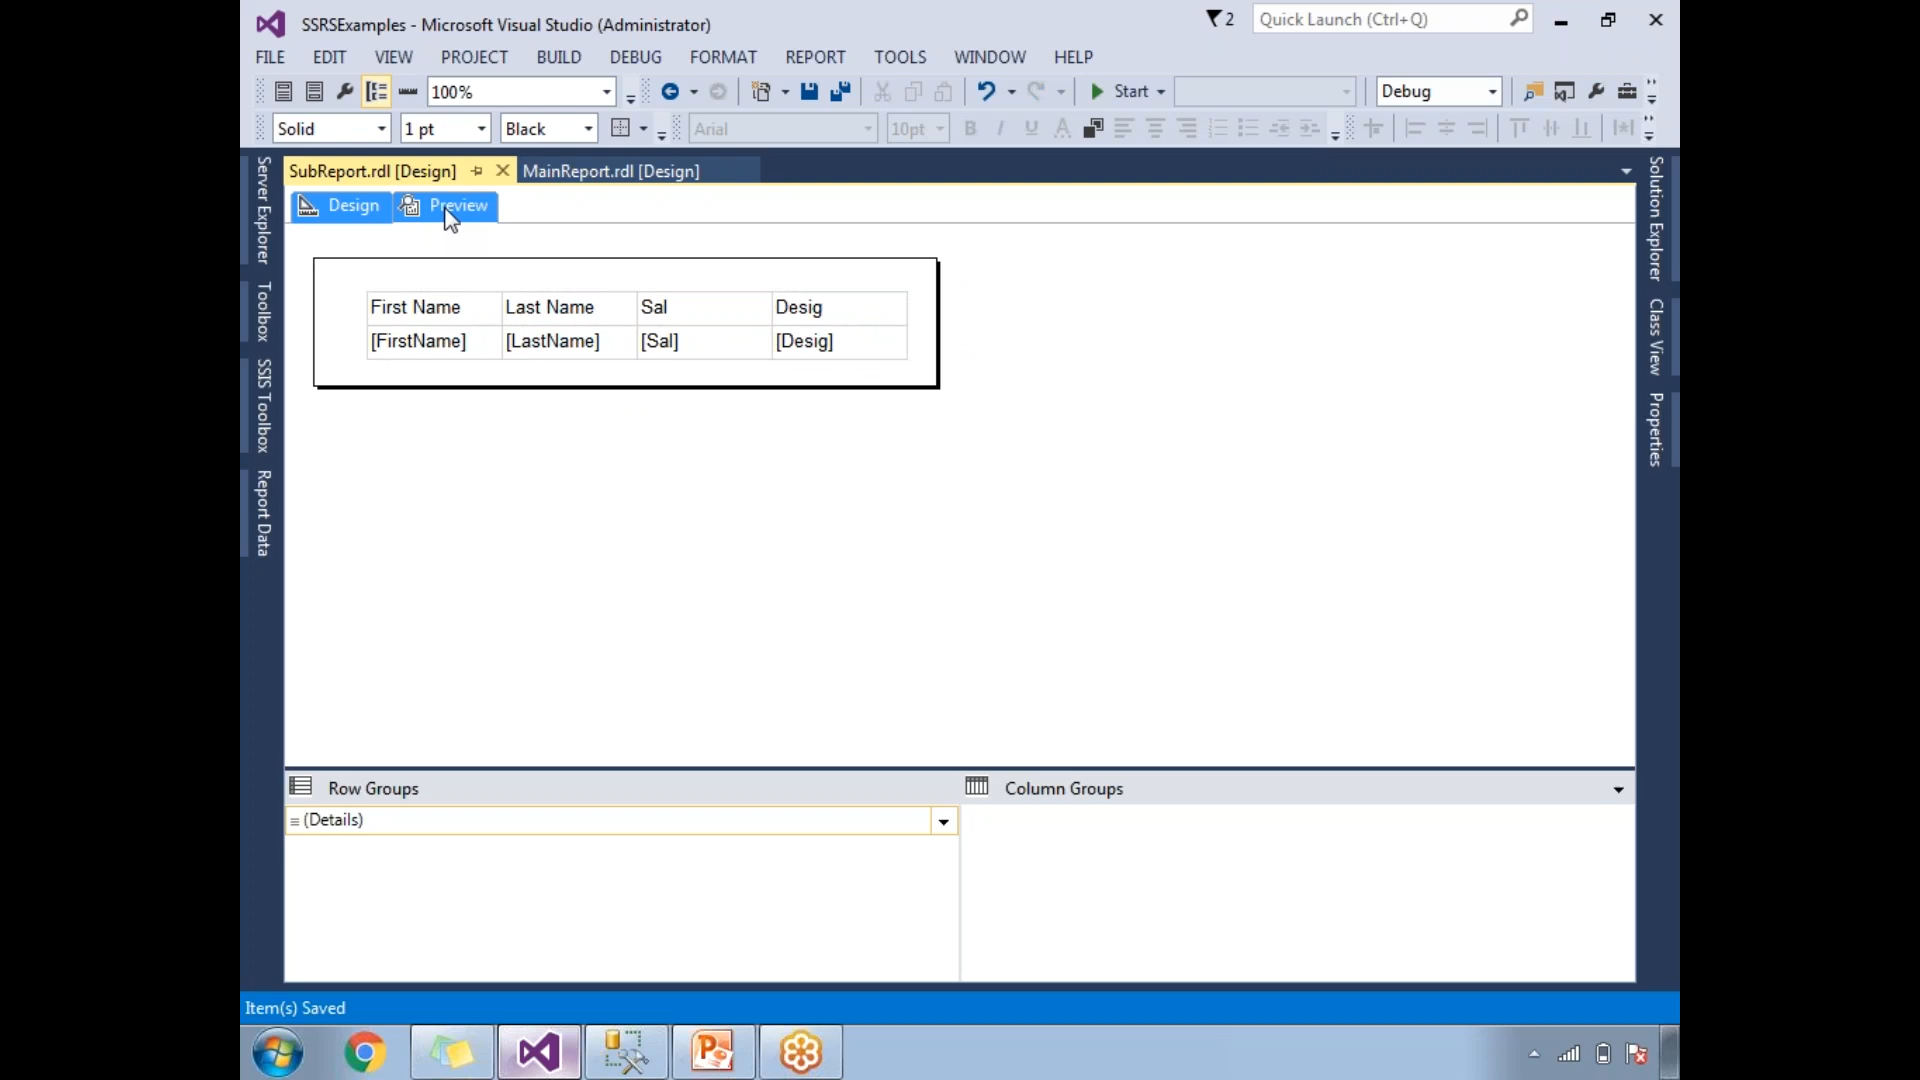 SSRSExamples - Microsoft Visual Studio (Administrator)
2
Quick Launch (Ctrl+Q)
FILE EDIT VIEW PROJECT BUILD DEBUG FORMAT REPORT TOOLS WINDOW HELP
100%
Start
Debug
Solid
1 pt
Black
Arial
10pt
B I U A
Server Explorer
Toolbox
SSIS Toolbox
Report Data
SubReport.rdl [Design]
MainReport.rdl [Design]
Design
Preview
First Name Last Name Sal Desig
[FirstName] [LastName] [Sal] [Desig]
Solution Explorer
Class View
Properties
Row Groups
Column Groups
(Details)
Item(s) Saved